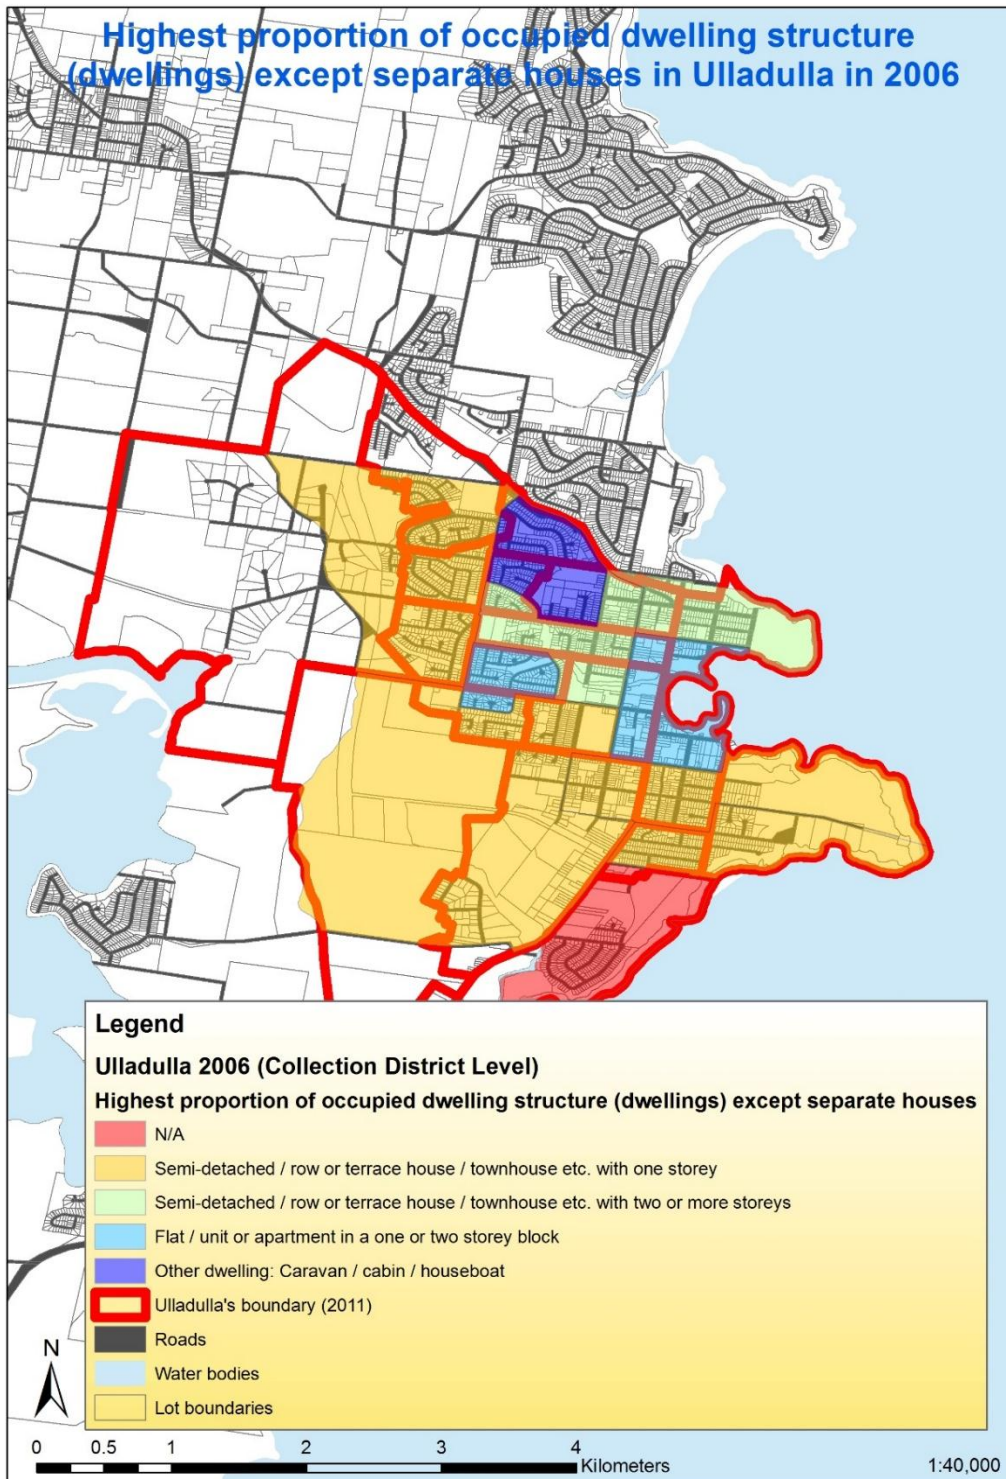 Highest proportion of occupied dwelling structure
(dwellings) except separate houses in Ulladulla in 2006
Legend
Ulladulla 2006 (Collection District Level)
Highest proportion of occupied dwelling structure (dwellings) except separate houses
N/A
Semi-detached / row or terrace house / townhouse etc. with one storey
Semi-detached / row or terrace house / townhouse etc. with two or more storeys
Flat / unit or apartment in a one or two storey block
Other dwelling: Caravan / cabin / houseboat
Ulladulla's boundary (2011)
Roads
Water bodies
Lot boundaries
N
0 0.5 1 2 3 4
Kilometers
1:40,000